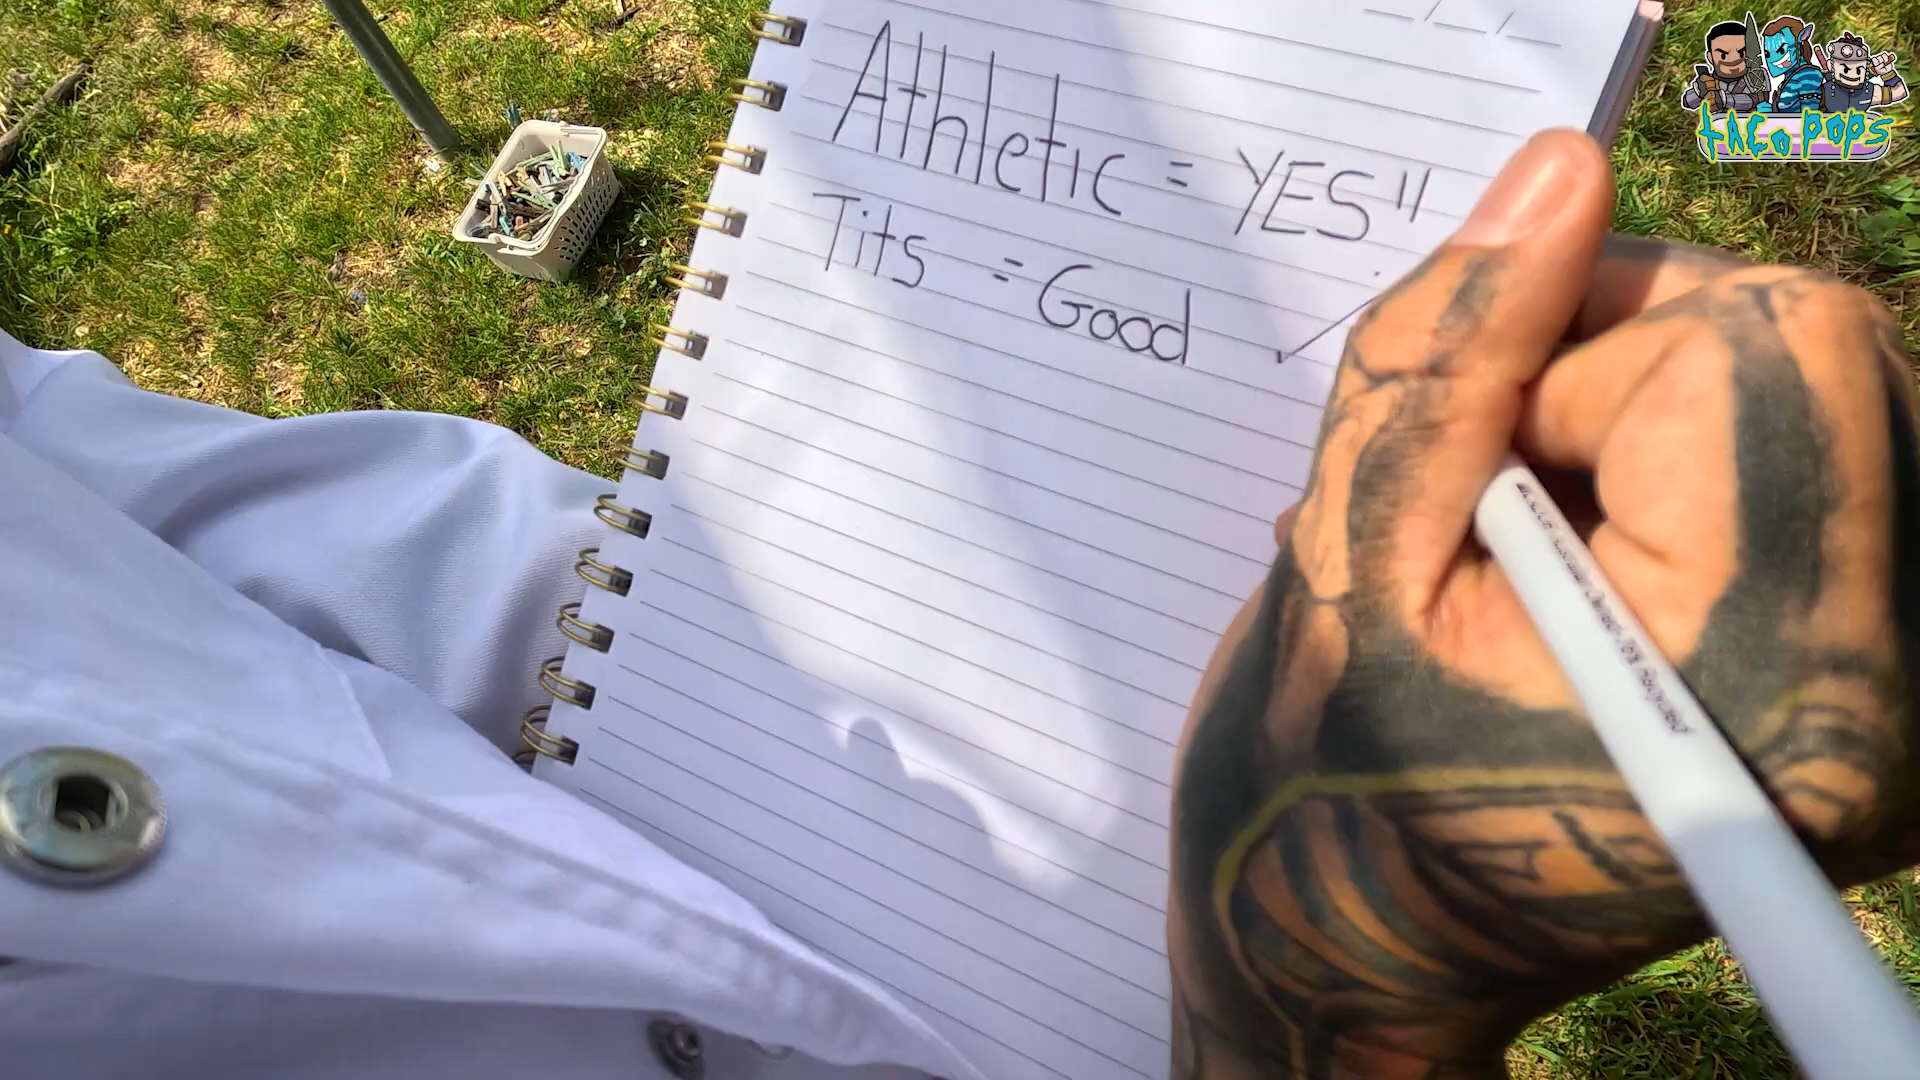 TACO POPS
Athletic = YES"
Tits = Good